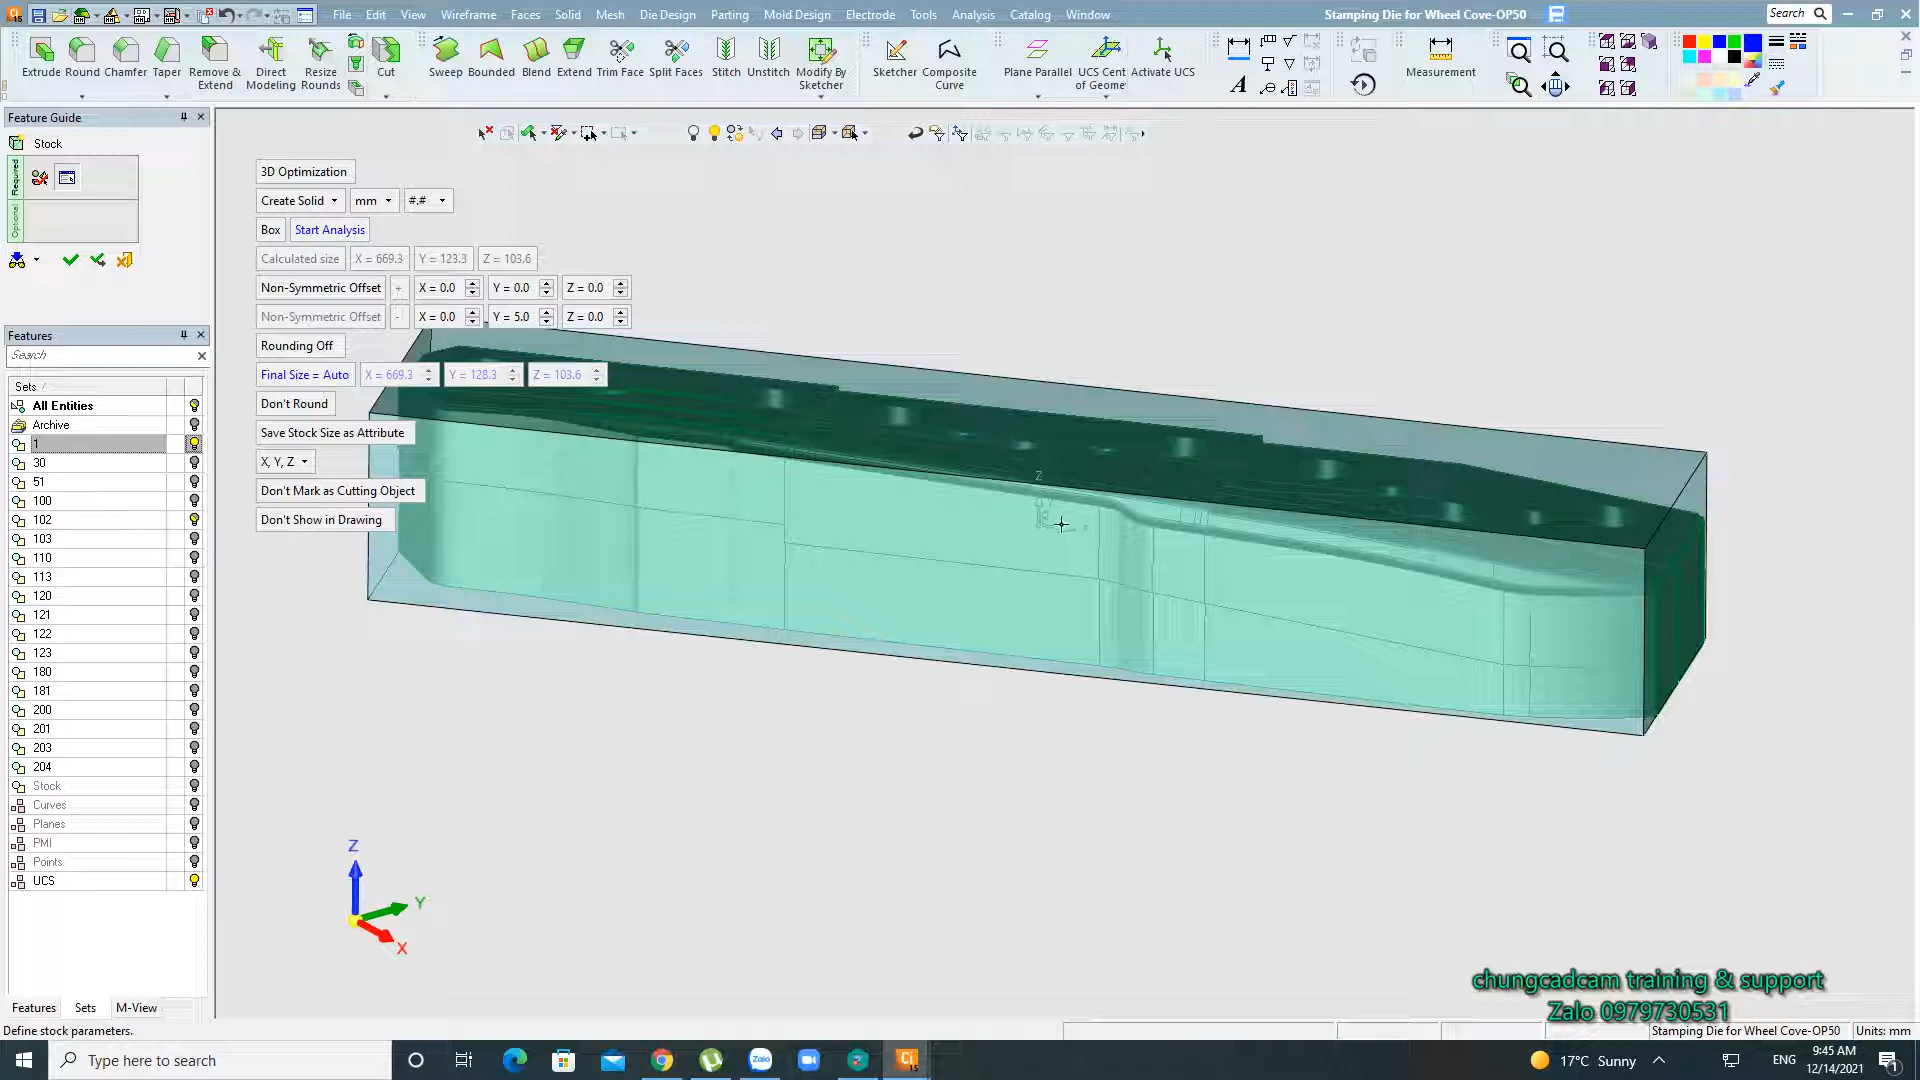 File Edit View Wireframe Faces Solid Mesh Die Design Parting Mold Design Electrode Tools Analysis Catalog Window
Stamping Die for Wheel Cove-OP50
Search
Extrude Round Chamfer Taper Remove & Extend Direct Modeling Resize Rounds Cut Sweep Bounded Blend Extend Trim Face Split Faces Stitch Unstitch Modify By Sketcher Sketcher Composite Curve Plane Parallel UCS Cent of Geome Activate UCS Measurement
Feature Guide
Stock
Required
Optional
Features
Search
Sets
All Entities
Archive
1
30
51
100
102
103
110
113
120
121
122
123
180
181
200
201
203
204
Stock
Curves
Planes
PMI
Points
UCS
Features Sets M-View
3D Optimization
Create Solid mm #.#
Box Start Analysis
Calculated size X = 669.3 Y = 123.3 Z = 103.6
Non-Symmetric Offset + X = 0.0 Y = 0.0 Z = 0.0
Non-Symmetric Offset - X = 0.0 Y = 5.0 Z = 0.0
Rounding Off
Final Size = Auto X = 669.3 Y = 128.3 Z = 103.6
Don't Round
Save Stock Size as Attribute
X, Y, Z
Don't Mark as Cutting Object
Don't Show in Drawing
Z
Z
Y
X
chungcadcam training & support
Zalo 0979730531
Define stock parameters.
Stamping Die for Wheel Cove-OP50 Units: mm
Type here to search
Zalo
Ci
15
17°C Sunny
ENG
9:45 AM
12/14/2021
1